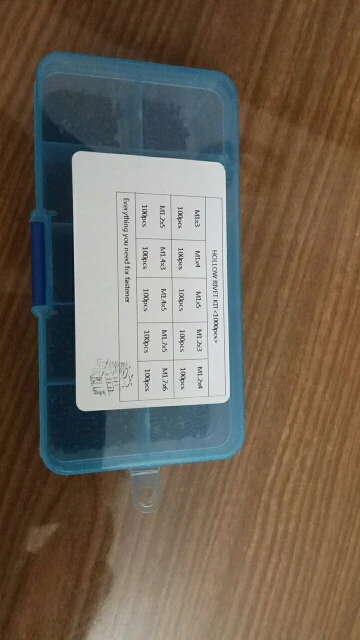 HOLLOW RIVET KIT <1000pcs>
M1x3 M1x4 M1x5 M1.2x3 M1.2x4
100pcs 100pcs 100pcs 100pcs 100pcs
M1.2x5 M1.4x3 M1.4x5 M1.7x5 M1.7x6
100pcs 100pcs 100pcs 100pcs 100pcs
Everything you need for fastener